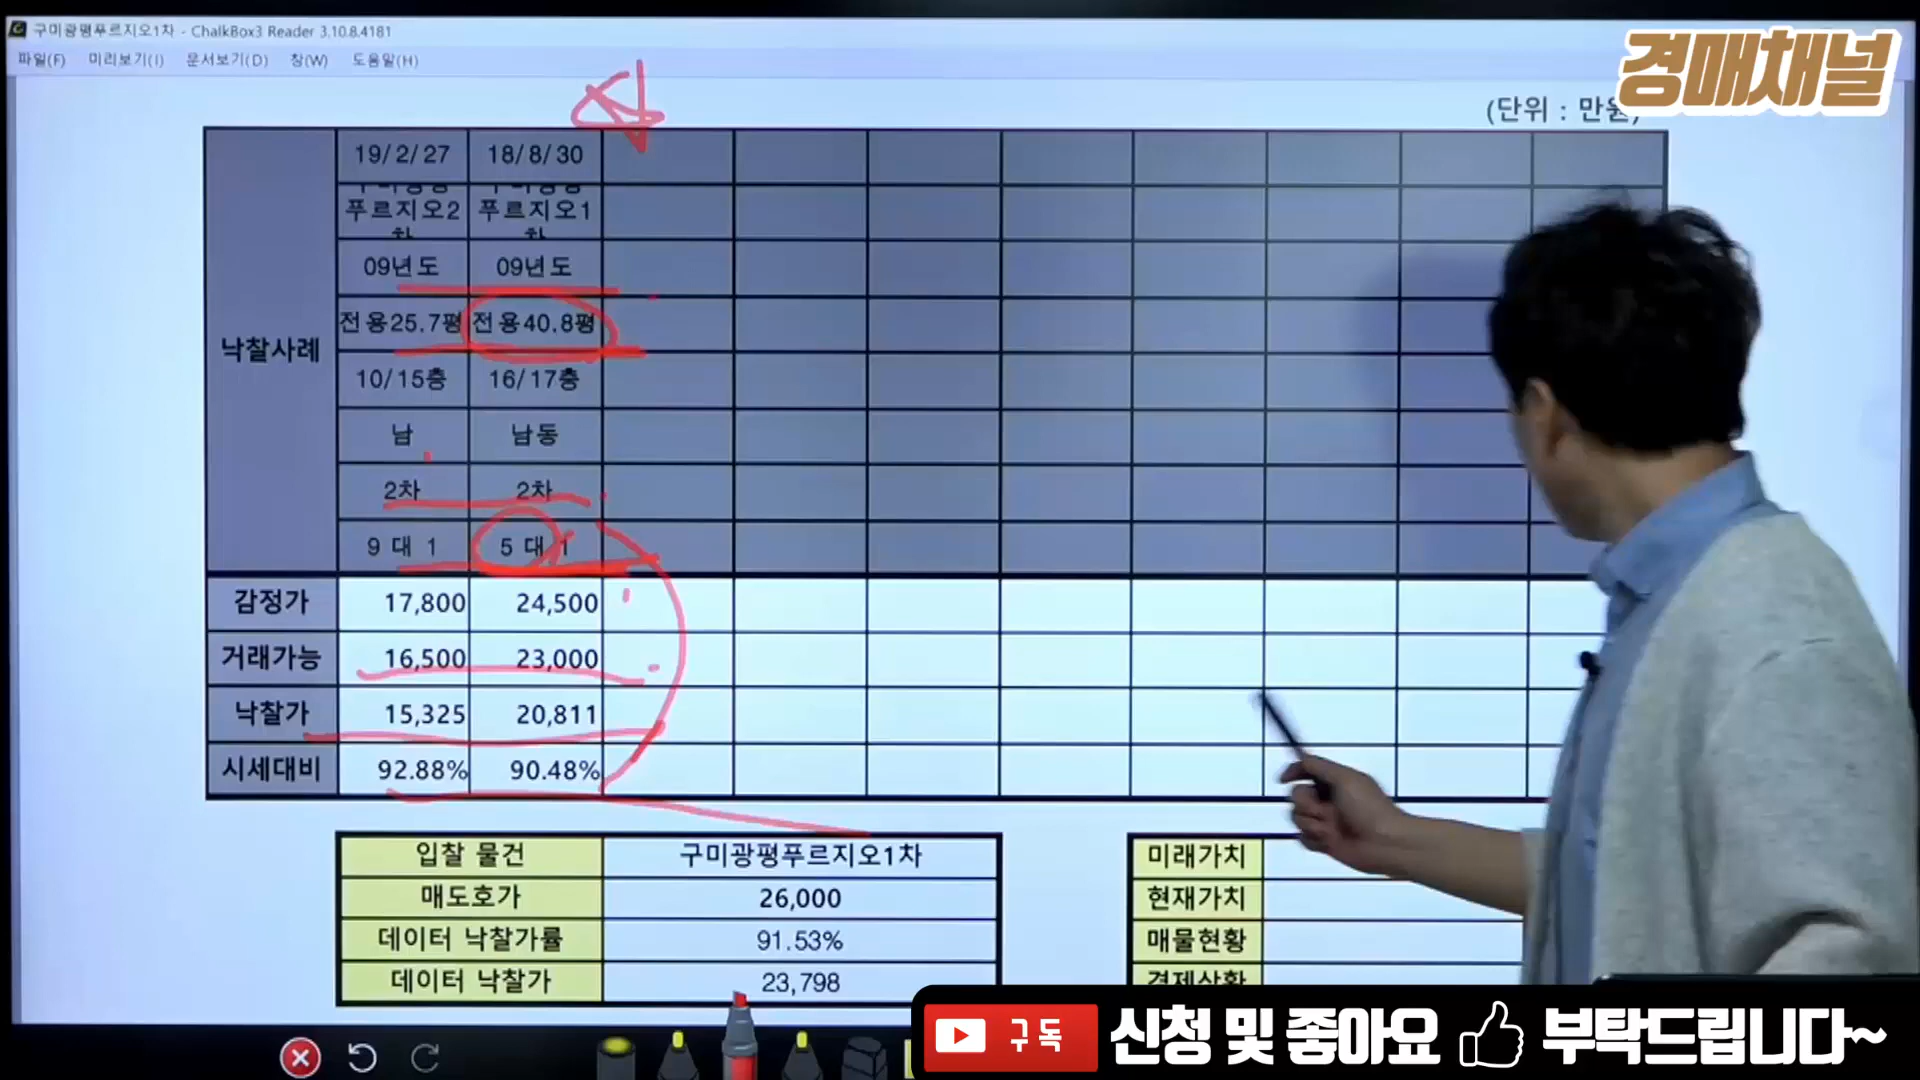 구미광평푸르지오1차 - ChalkBox3 Reader 3.10.8.4181
파일(F) 미리보기(I) 문서보기(D) 창(W) 도움말(H)
경매채널
(단위 : 만원)
낙찰사례
19/2/27 18/8/30
푸르지오2차 푸르지오1차
09년도 09년도
전용25.7평 전용40.8평
10/15층 16/17층
남 남동
2차 2차
9 대 1 5 대 1
감정가 17,800 24,500
거래가능 16,500 23,000
낙찰가 15,325 20,811
시세대비 92.88% 90.48%
입찰 물건 구미광평푸르지오1차
매도호가 26,000
데이터 낙찰가률 91.53%
데이터 낙찰가 23,798
미래가치
현재가치
매물현황
경제상황
구독 신청 및 좋아요 부탁드립니다~